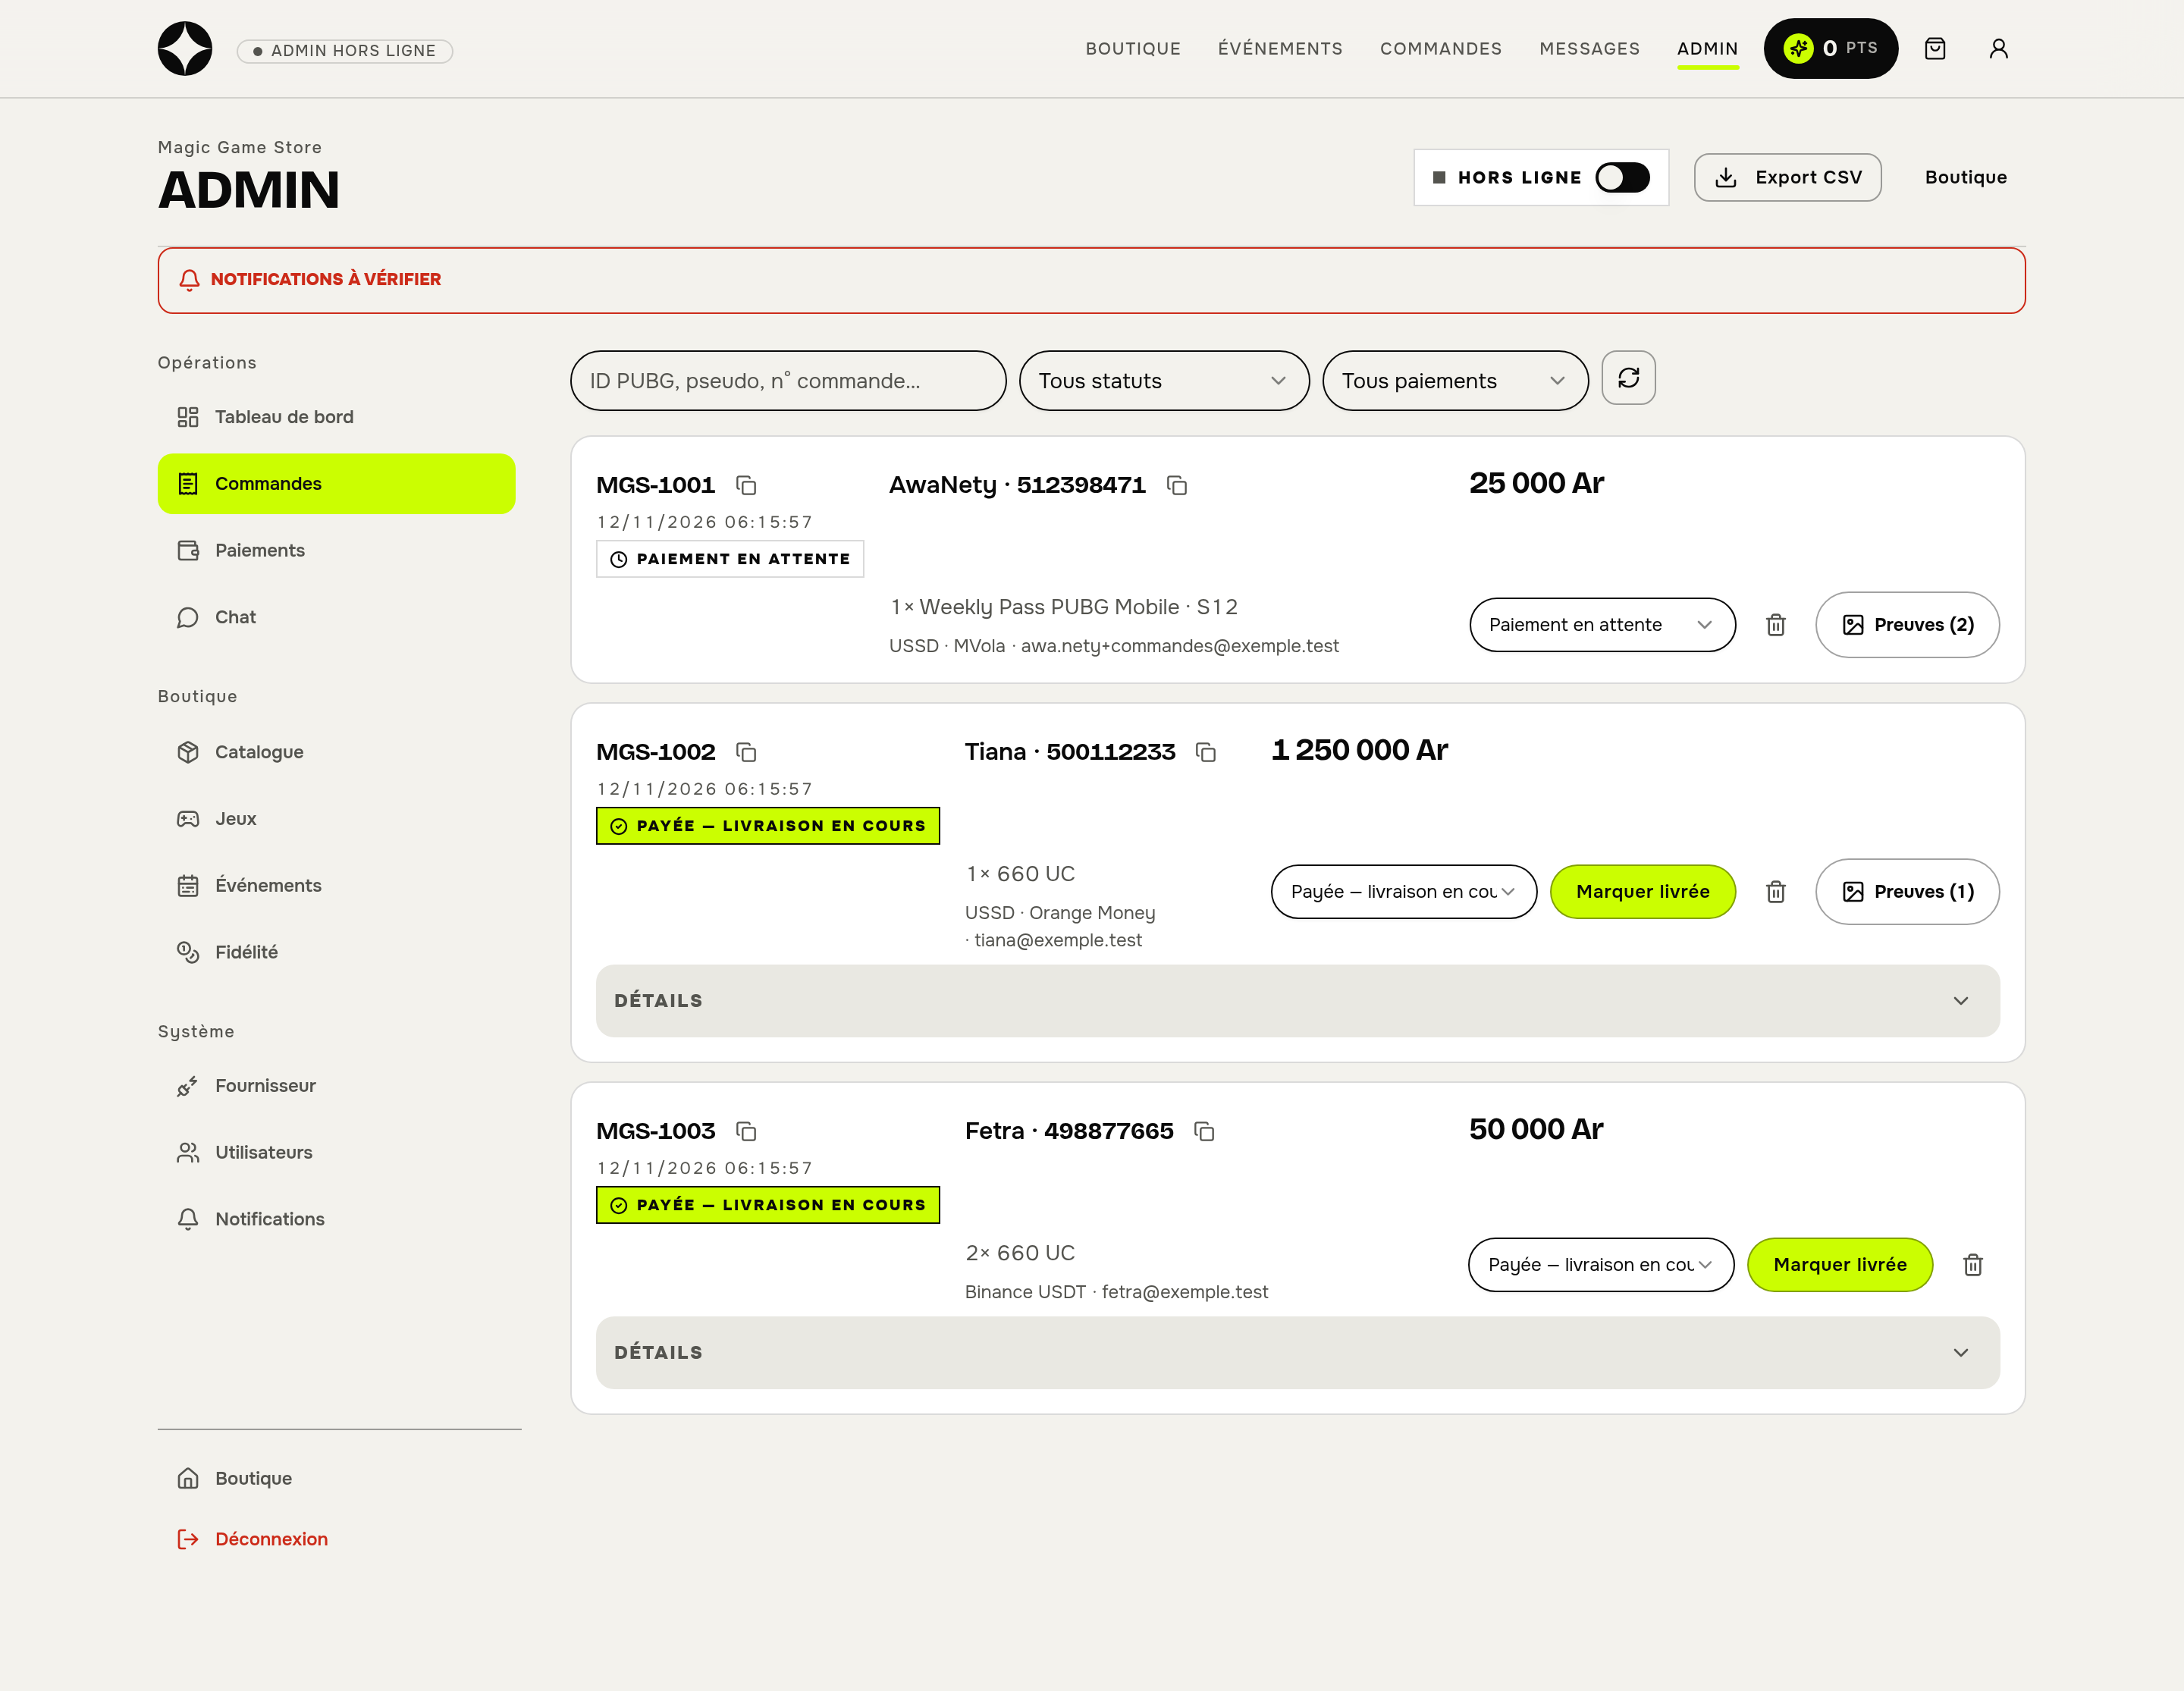 ADMIN HORS LIGNE
BOUTIQUE
ÉVÉNEMENTS
COMMANDES
MESSAGES
ADMIN
0 PTS
Magic Game Store
ADMIN
HORS LIGNE
Export CSV
Boutique
NOTIFICATIONS À VÉRIFIER
Opérations
Tableau de bord
Commandes
Paiements
Chat
Boutique
Catalogue
Jeux
Événements
Fidélité
Système
Fournisseur
Utilisateurs
Notifications
Boutique
Déconnexion
ID PUBG, pseudo, n° commande...
Tous statuts
Tous paiements
MGS-1001
AwaNety · 512398471
25 000 Ar
12/11/2026 06:15:57
PAIEMENT EN ATTENTE
1× Weekly Pass PUBG Mobile · S12
USSD · MVola · awa.nety+commandes@exemple.test
Paiement en attente
Preuves (2)
MGS-1002
Tiana · 500112233
1 250 000 Ar
12/11/2026 06:15:57
PAYÉE — LIVRAISON EN COURS
1× 660 UC
USSD · Orange Money
· tiana@exemple.test
Payée — livraison en cou
Marquer livrée
Preuves (1)
DÉTAILS
MGS-1003
Fetra · 498877665
50 000 Ar
12/11/2026 06:15:57
PAYÉE — LIVRAISON EN COURS
2× 660 UC
Binance USDT · fetra@exemple.test
Payée — livraison en cou
Marquer livrée
DÉTAILS